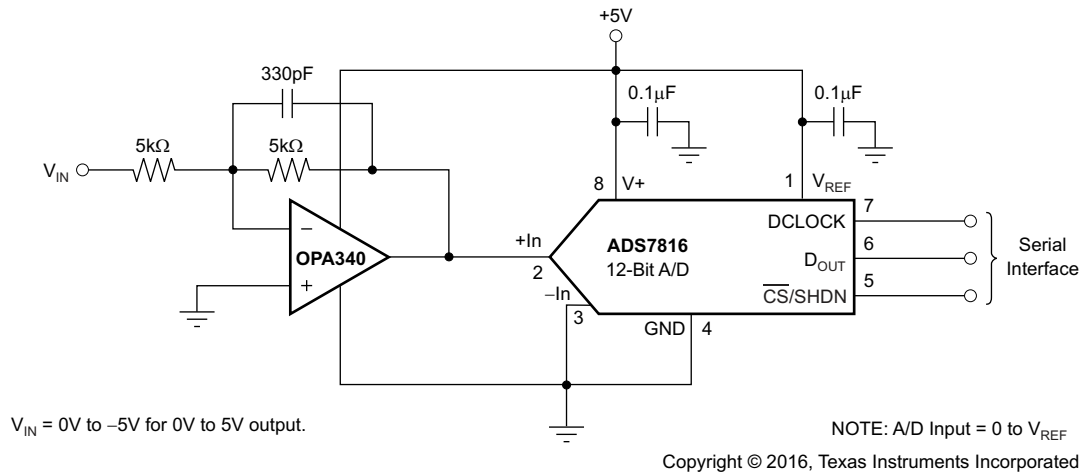 +5V
330pF
0.1μF
0.1μF
5kΩ
5kΩ
V_IN
8
V+
1
V_REF
−
OPA340
+
+In
2
−In
3
ADS7816
12-Bit A/D
DCLOCK
7
D_OUT
6
C̅S̅/SHDN
5
GND
4
Serial
Interface
V_IN = 0V to −5V for 0V to 5V output.
NOTE: A/D Input = 0 to V_REF
Copyright © 2016, Texas Instruments Incorporated